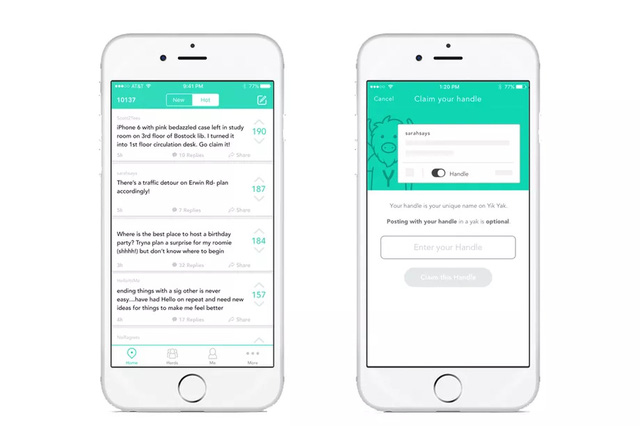 AT&T
9:41 PM
77%
10137
New
Hot
iPhone 6 with pink bedazzled case left in study
room on 3rd floor of Bostock lib. I turned it
into 1st floor circulation desk. Go claim it!
190
5h
Share
sarahsays
There's a traffic detour on Erwin Rd- plan
accordingly!
187
7 Replies
Share
Where is the best place to host a birthday
party? Tryna plan a surprise for my roomie
(shhh!) but don't know where to begin
184
3h
12 Replies
Share
ending things with a sig other is never
easy....have had Hello on repeat and need new
ideas for things to make me feel better
157
17 Replies
Share
Home
Herds
Me
More
1:20 PM
77%
Cancel
Claim your handle
sarahsays
Handle
Y
Your handle is your unique name on Yik Yak.
Posting with your handle in a yak is optional.
Enter your Handle
Claim this Handle